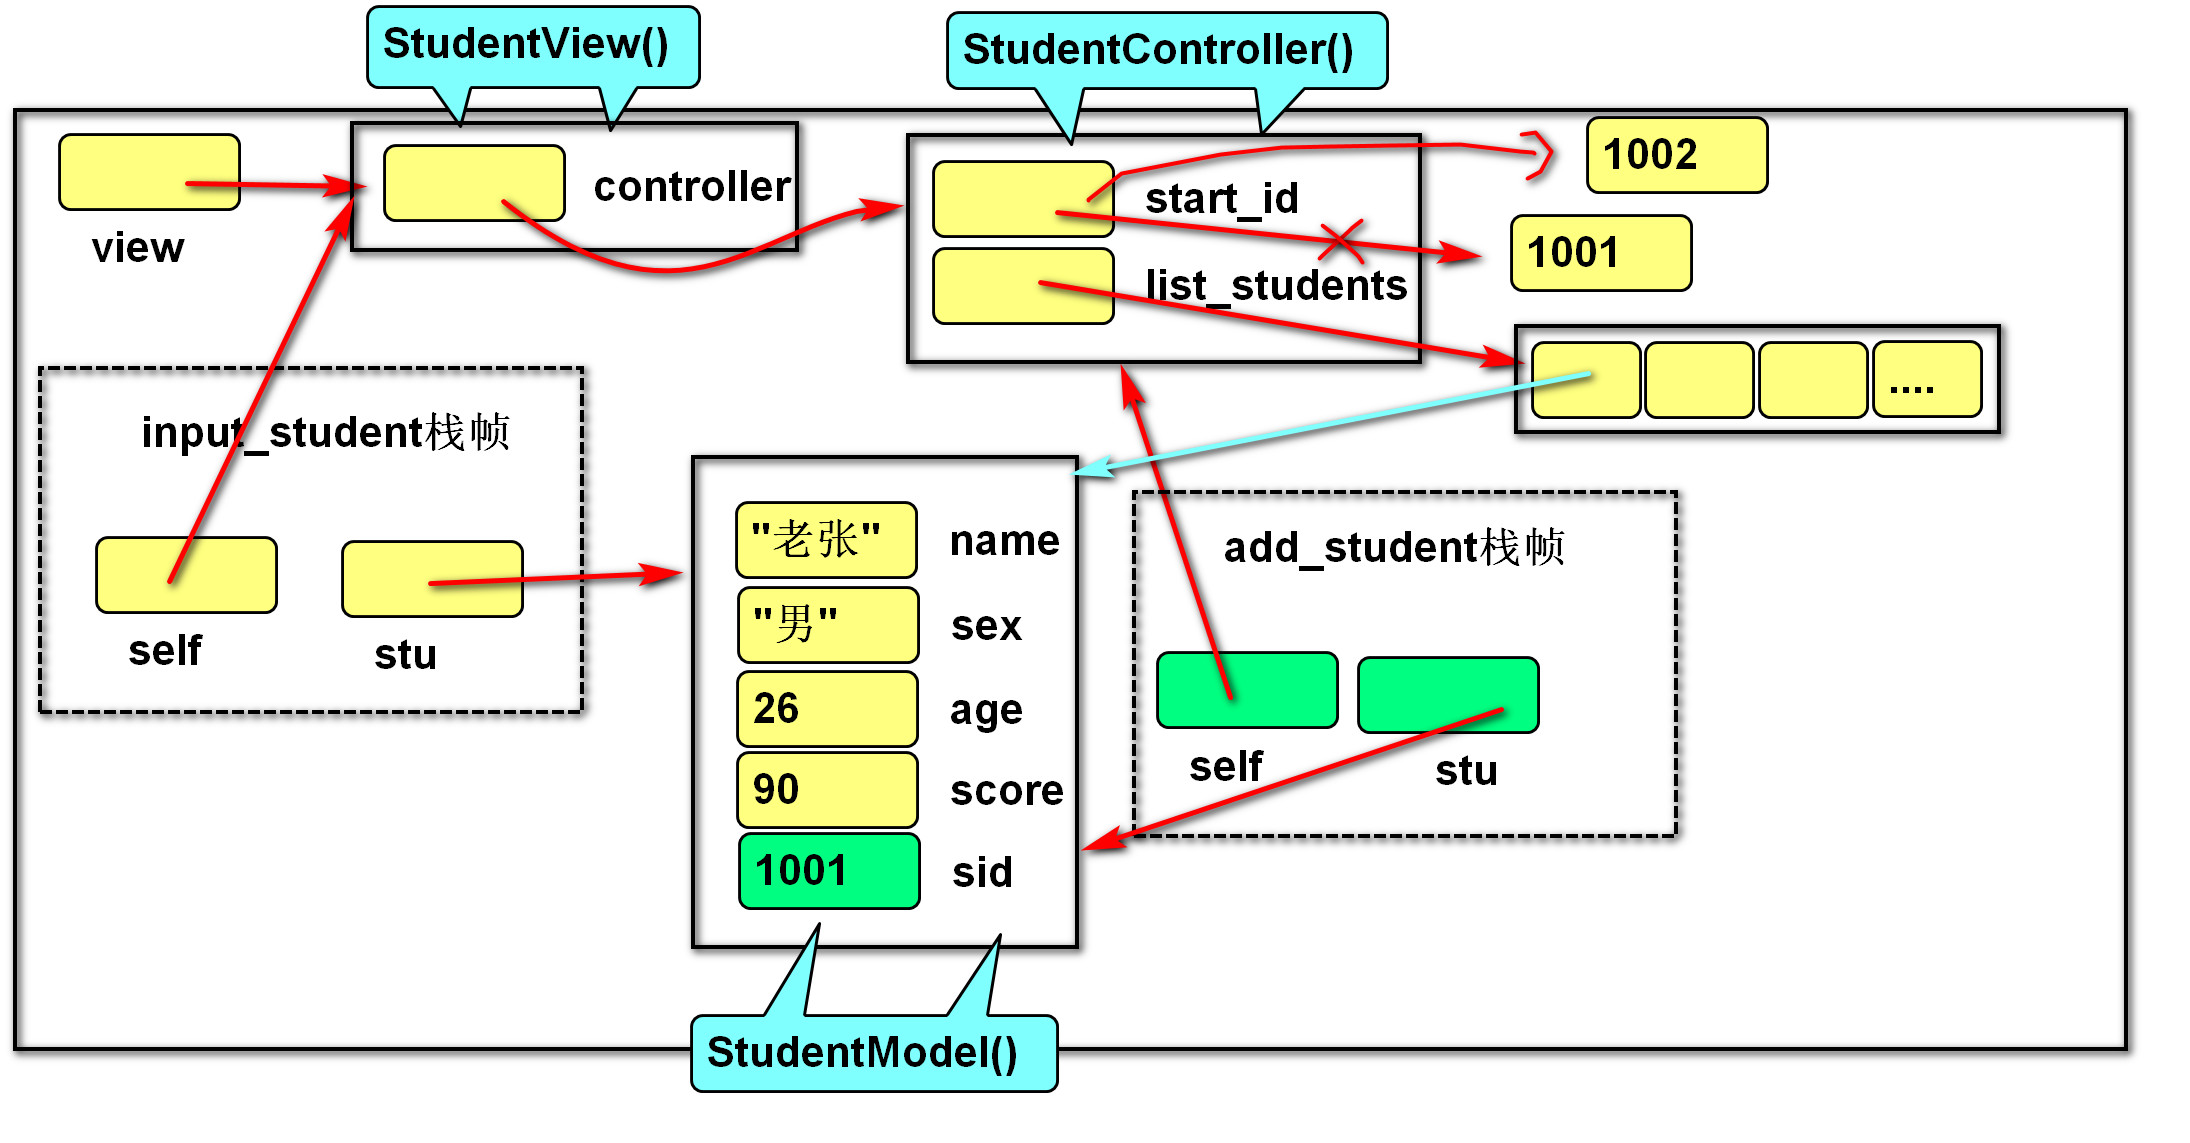 StudentView()
StudentController()
view
controller
start_id
list_students
1002
1001
....
input_student栈帧
self
stu
"老张"
name
"男"
sex
26
age
90
score
1001
sid
add_student栈帧
self
stu
StudentModel()